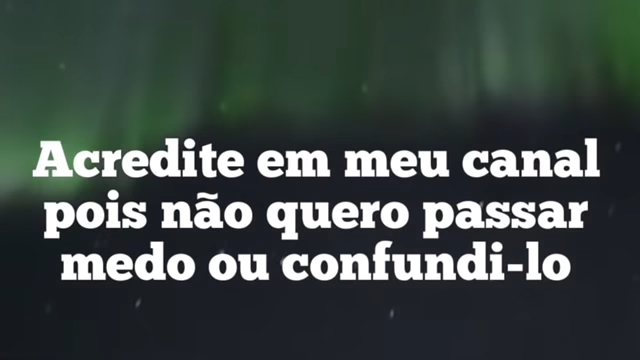 Acredite em meu canal
pois não quero passar
medo ou confundi-lo